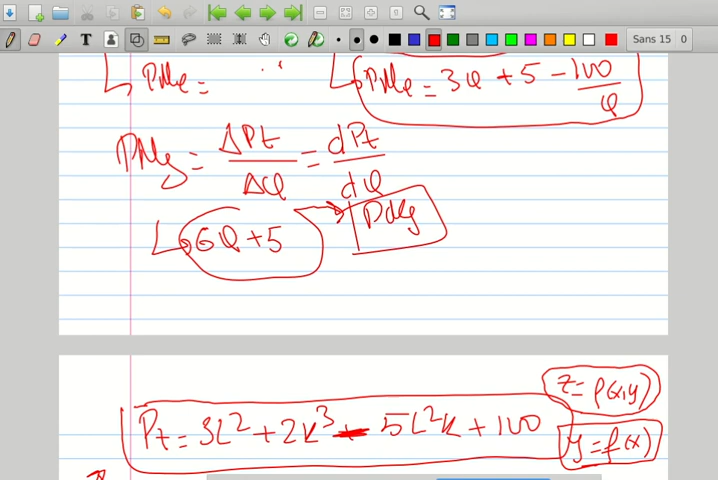 Sans 15 0
PMe =
PMe = 3Q + 5 - 100/Q
PMg = ΔPt/ΔQ = dPt/dQ
6Q + 5
PMg
z = f(x,y)
Pt = 3L² + 2K³ - 5L²K + 100
y = f(x)